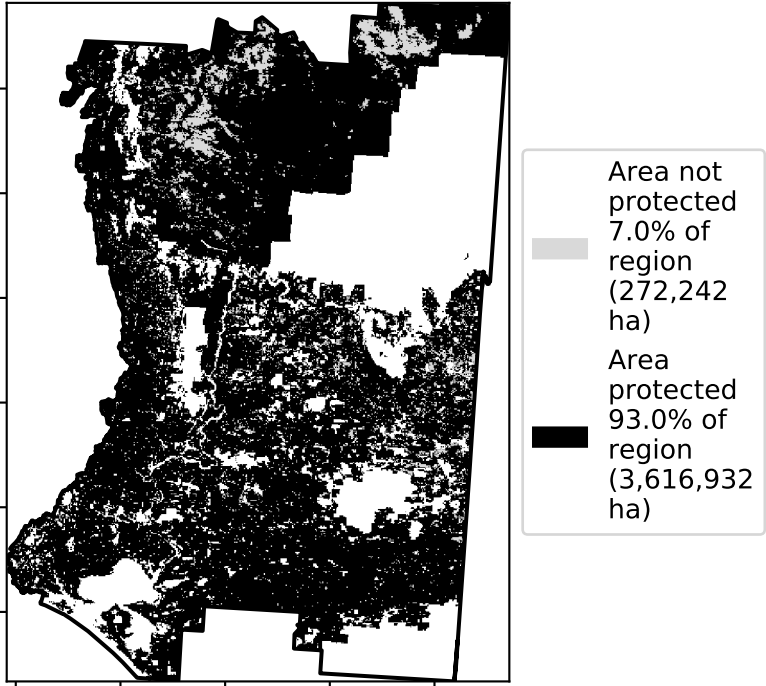 Area not
protected
7.0% of
region
(272,242
ha)
Area
protected
93.0% of
region
(3,616,932
ha)